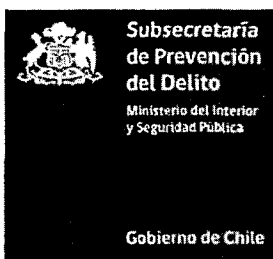 Subsecretaría
de Prevención
del Delito
Ministerio del Interior
y Seguridad Pública
Gobierno de Chile